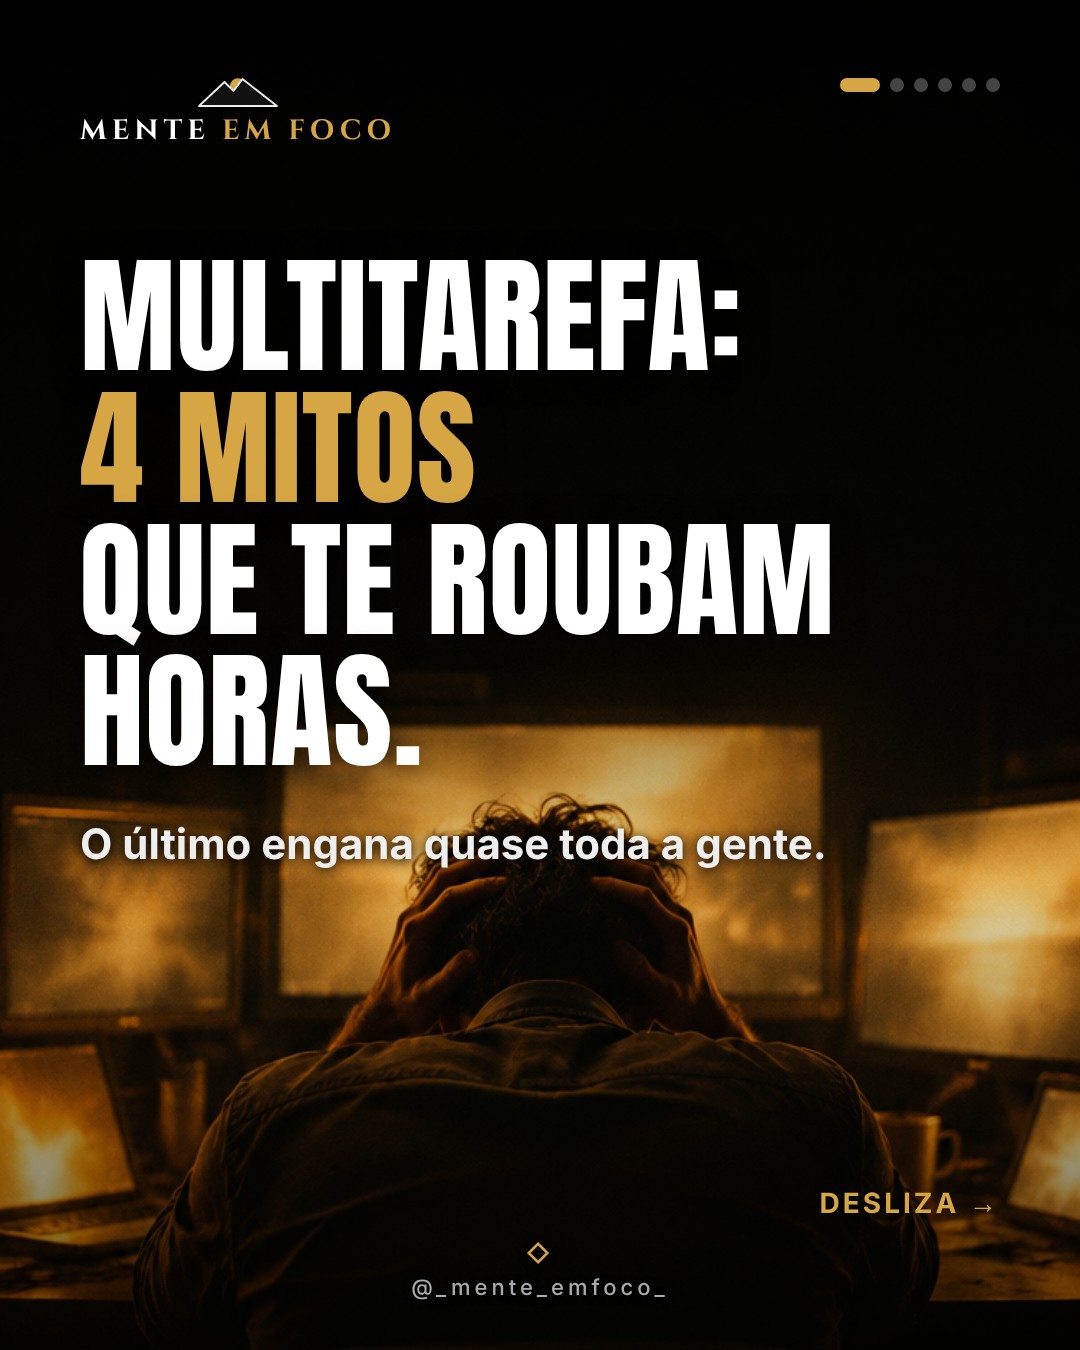 MENTE EM FOCO
MULTITAREFA:
4 MITOS
QUE TE ROUBAM
HORAS.
O último engana quase toda a gente.
DESLIZA →
@_mente_emfoco_